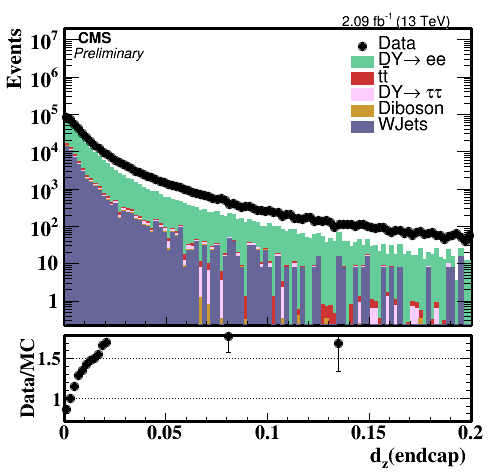 2.09 fb⁻¹ (13 TeV)
CMS
Preliminary
Events
10⁷
10⁶
10⁵
10⁴
10³
10²
10
1
Data
DY→ ee
tt̄
DY→ ττ
Diboson
WJets
Data/MC
1.5
1
0
0.05
0.1
0.15
0.2
d_z(endcap)